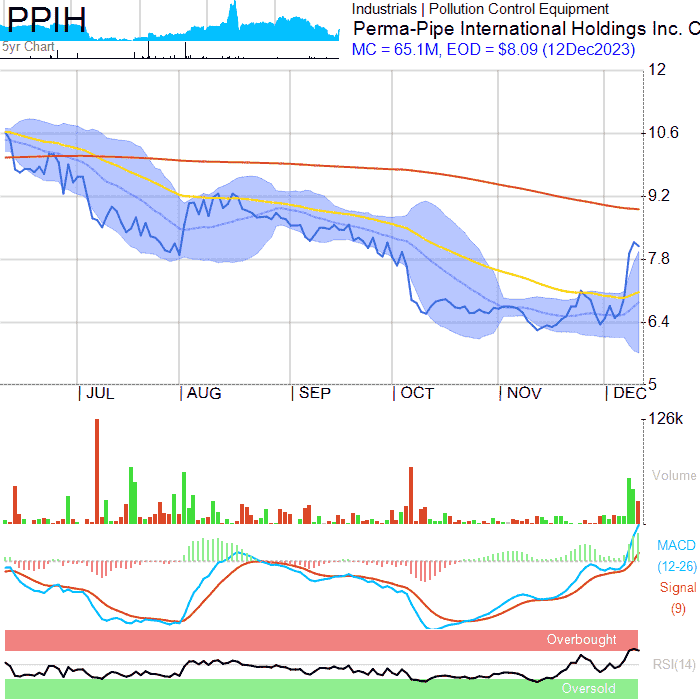 PPIH
5yr Chart
Industrials | Pollution Control Equipment
Perma-Pipe International Holdings Inc. C
MC = 65.1M, EOD = $8.09 (12Dec2023)
12
10.6
9.2
7.8
6.4
5
| JUL | AUG | SEP | OCT | NOV | DEC
126k
Volume
MACD
(12-26)
Signal
(9)
Overbought
RSI(14)
Oversold